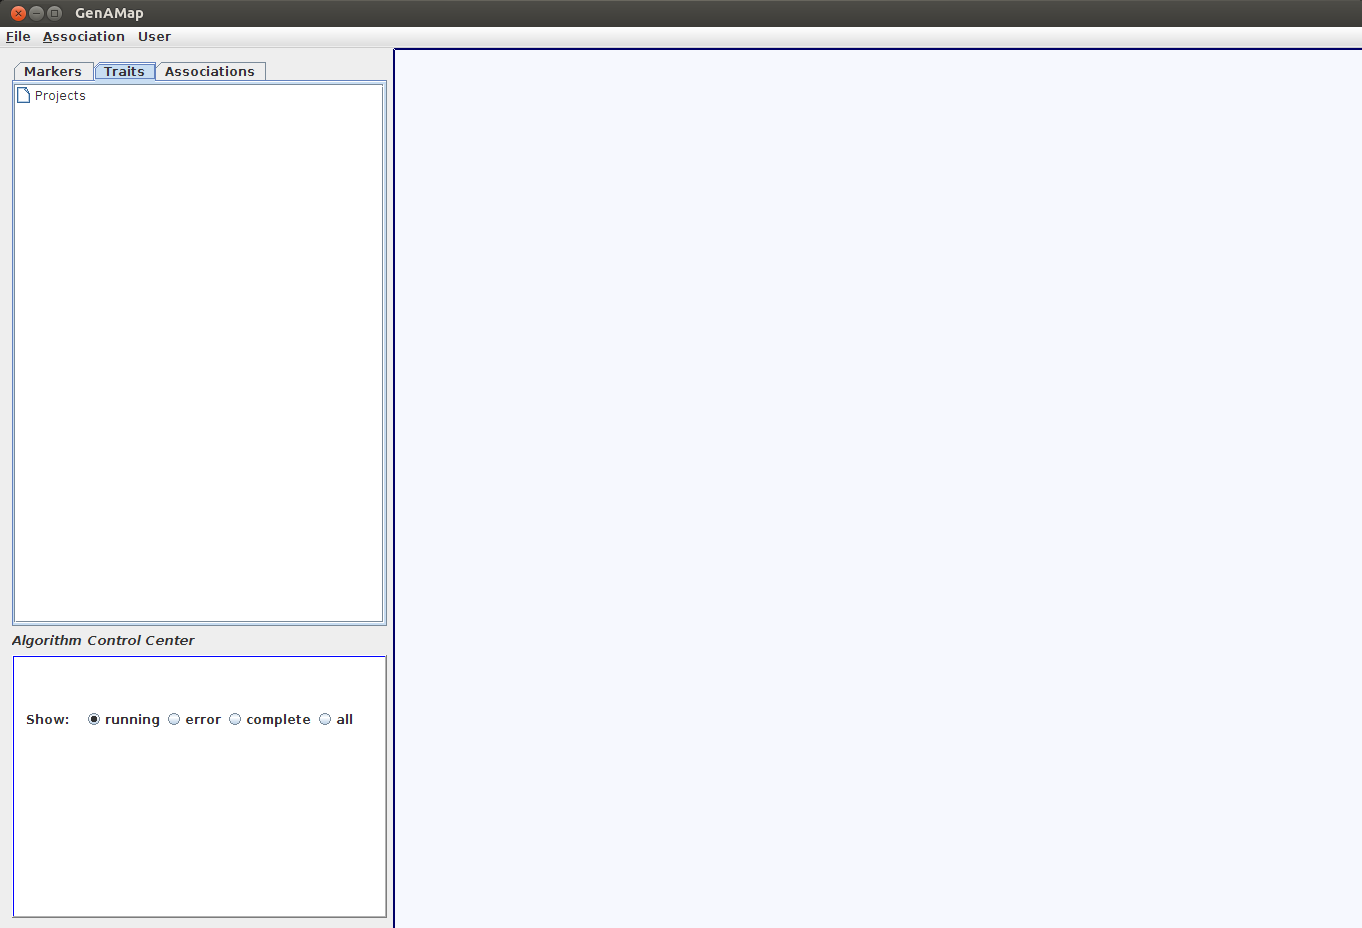 GenAMap
File Association User
Markers Traits Associations
Projects
Algorithm Control Center
Show: running error complete all